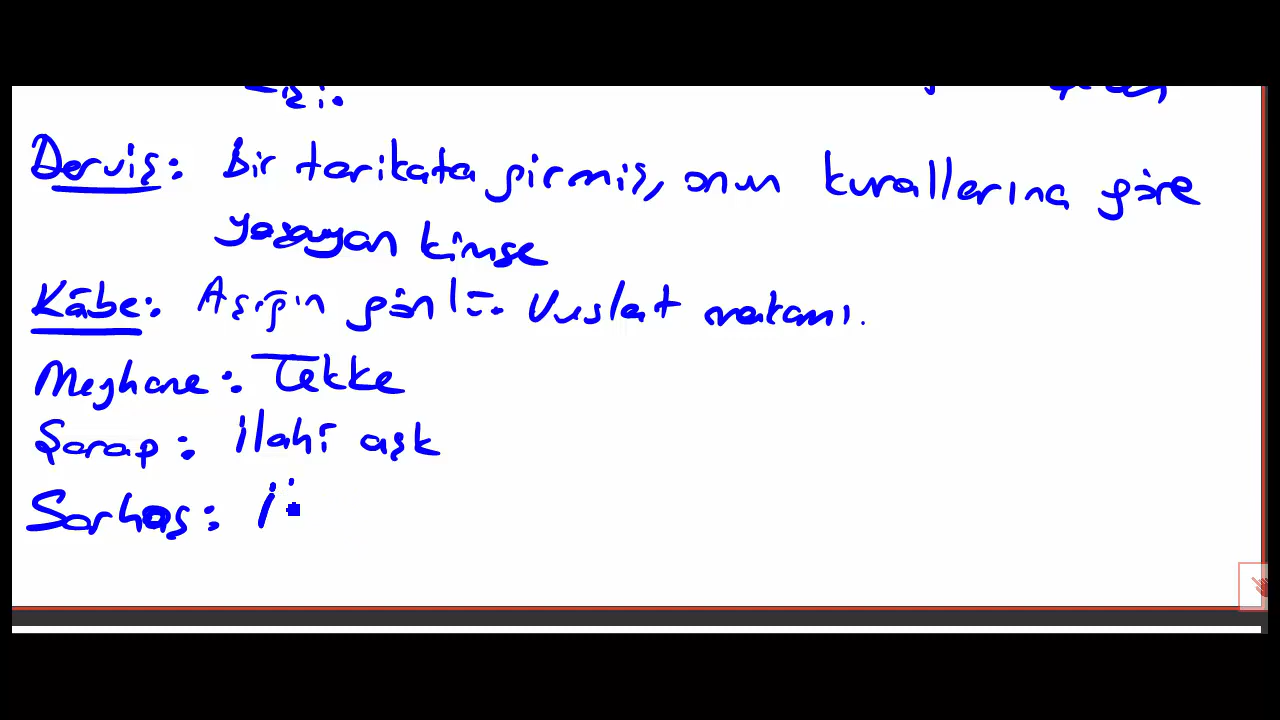 Derviş: Bir tarikata girmiş, onun kurallarına göre
yaşayan kimse
Kâbe: Aşığın gönlü. Vuslat makamı.
Meyhane: Tekke
Şarap: ilahi aşk
Sarhoş: İ